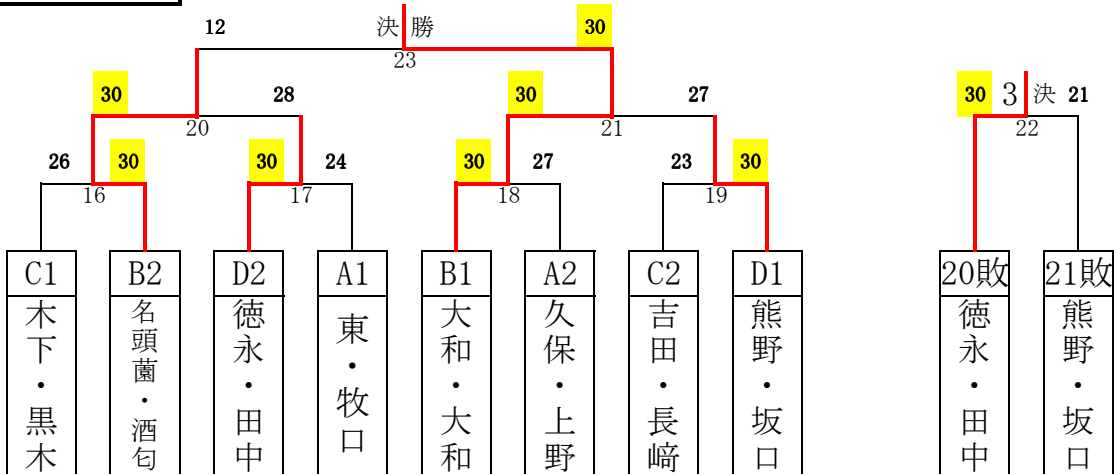 12 決勝 30
23
30 28 30 27 30 3決 21
20 21 22
26 30 30 24 30 27 23 30
16 17 18 19
C1 B2 D2 A1 B1 A2 C2 D1 20敗 21敗
木下・黒木
名頭薗・酒匂
徳永・田中
東・牧口
大和・大和
久保・上野
吉田・長﨑
熊野・坂口
徳永・田中
熊野・坂口